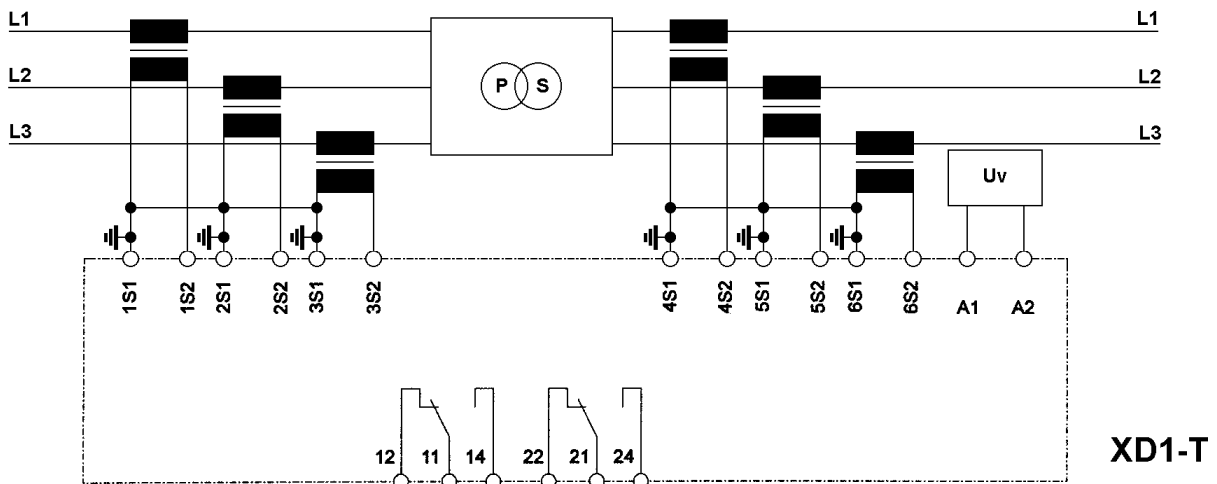 L1 L1
P S
L2 L2
L3 L3
Uv
1S1 1S2 2S1 2S2 3S1 3S2 4S1 4S2 5S1 5S2 6S1 6S2 A1 A2
12 11 14 22 21 24
XD1-T